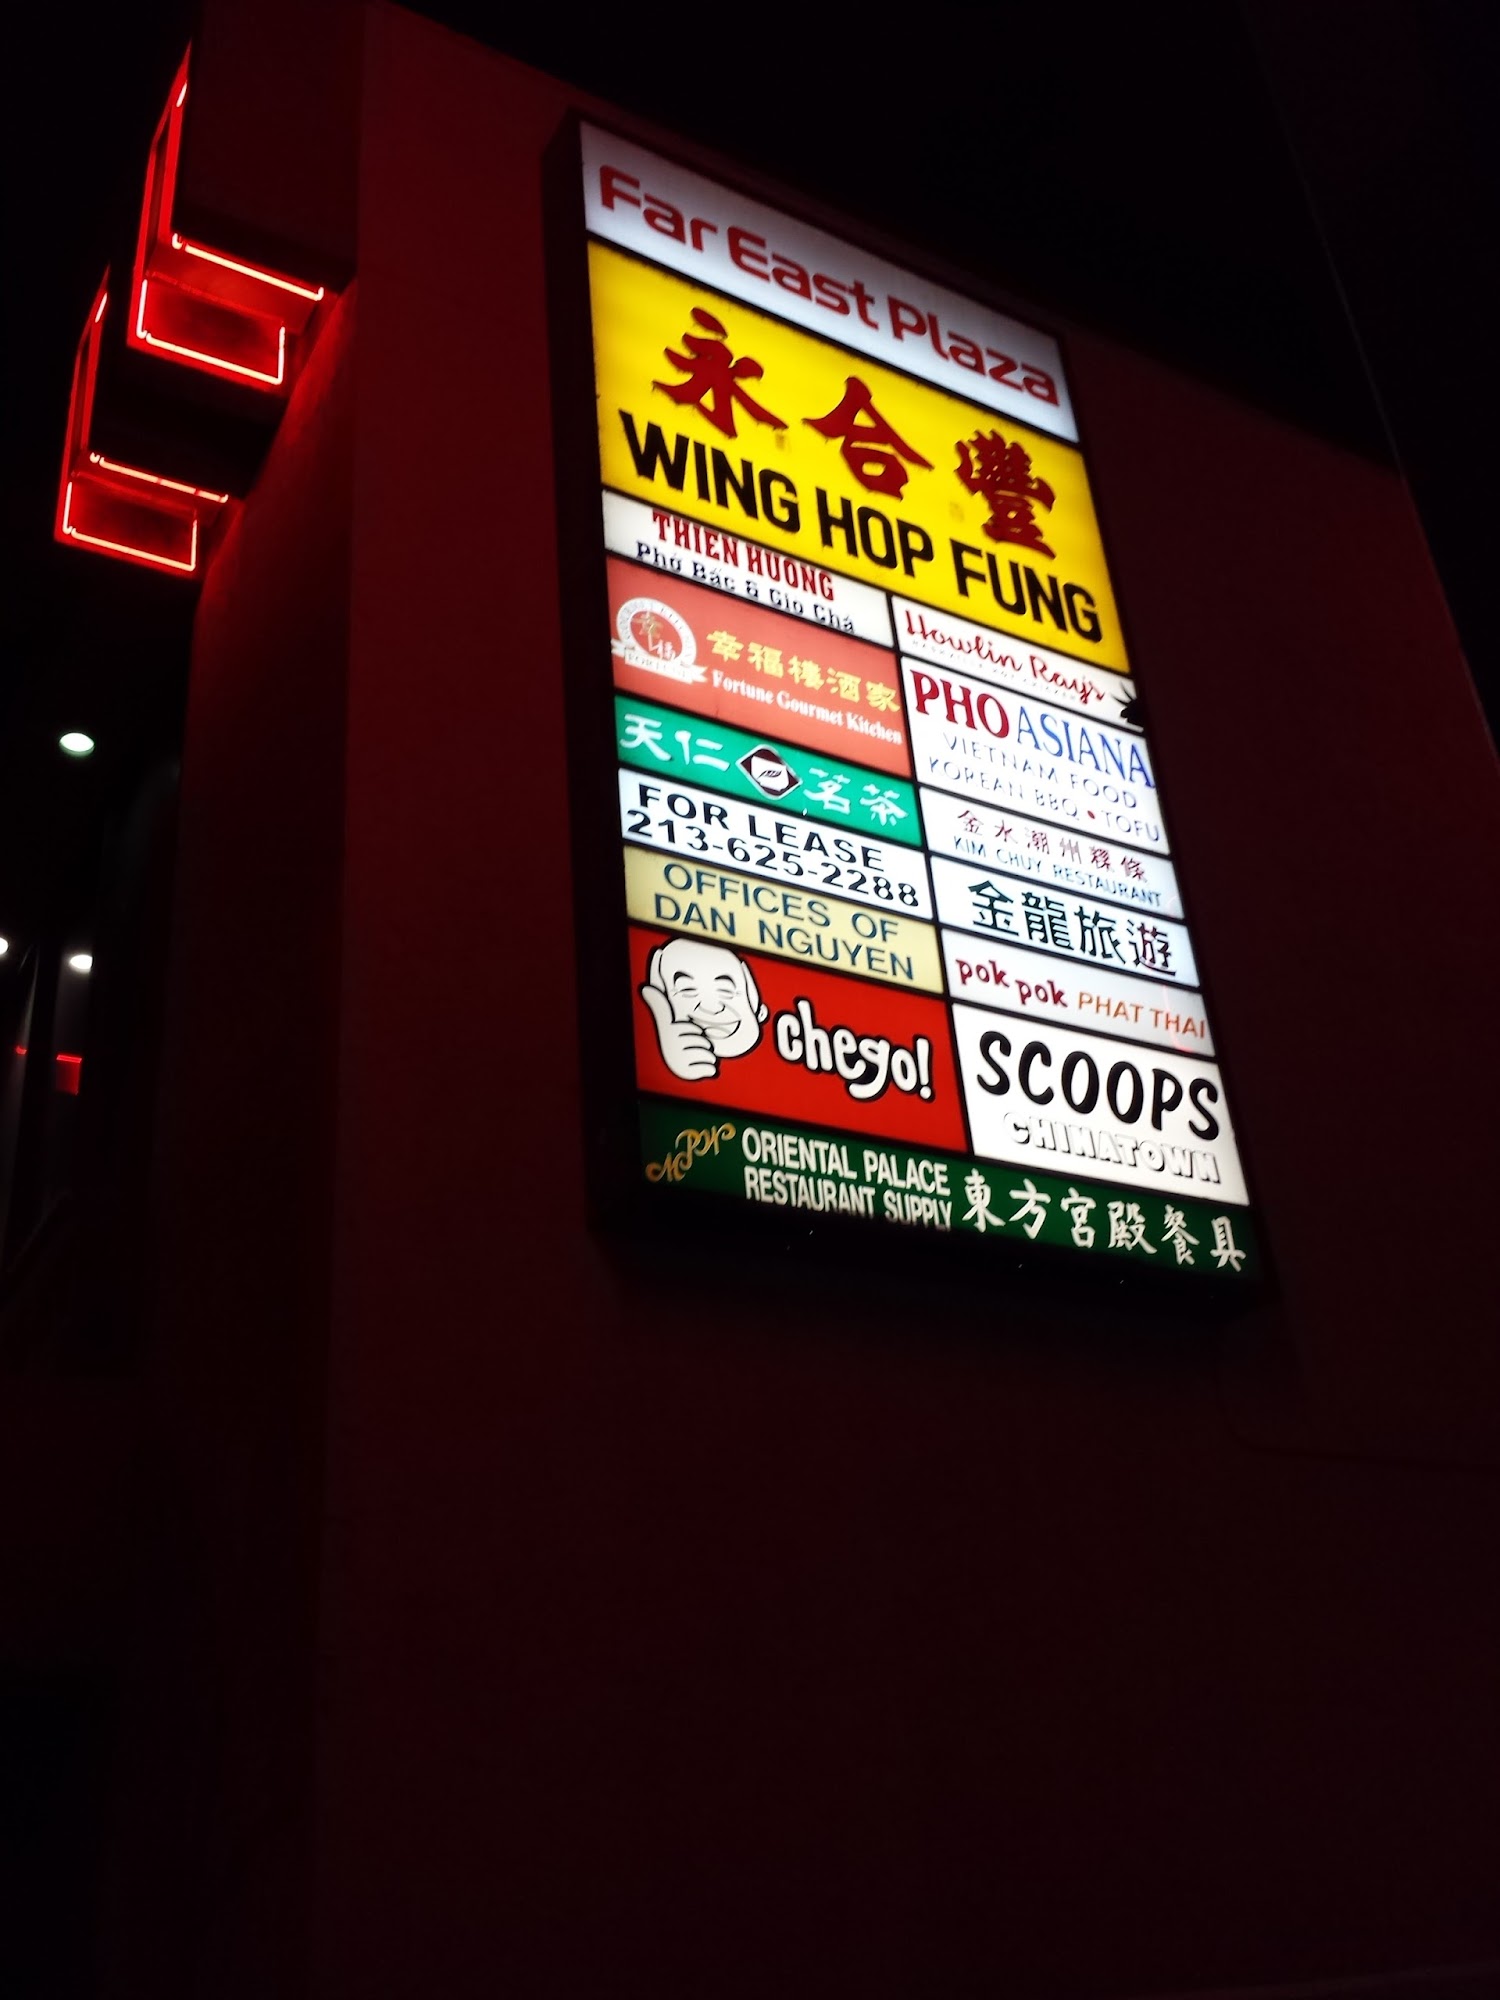 Far East Plaza
永合豐
WING HOP FUNG
THIEN HUONG
Phở Bắc & Giò Chả
Howlin Ray's
幸福樓酒家
Fortune Gourmet Kitchen
PHO ASIANA
VIETNAM FOOD
KOREAN BBQ • TOFU
天仁茗茶
金水潮州粿條
KIM CHUY RESTAURANT
FOR LEASE
213-625-2288
金龍旅遊
OFFICES OF
DAN NGUYEN
pok pok PHAT THAI
chego!
SCOOPS
CHINATOWN
ORIENTAL PALACE
RESTAURANT SUPPLY
東方宮殿餐具